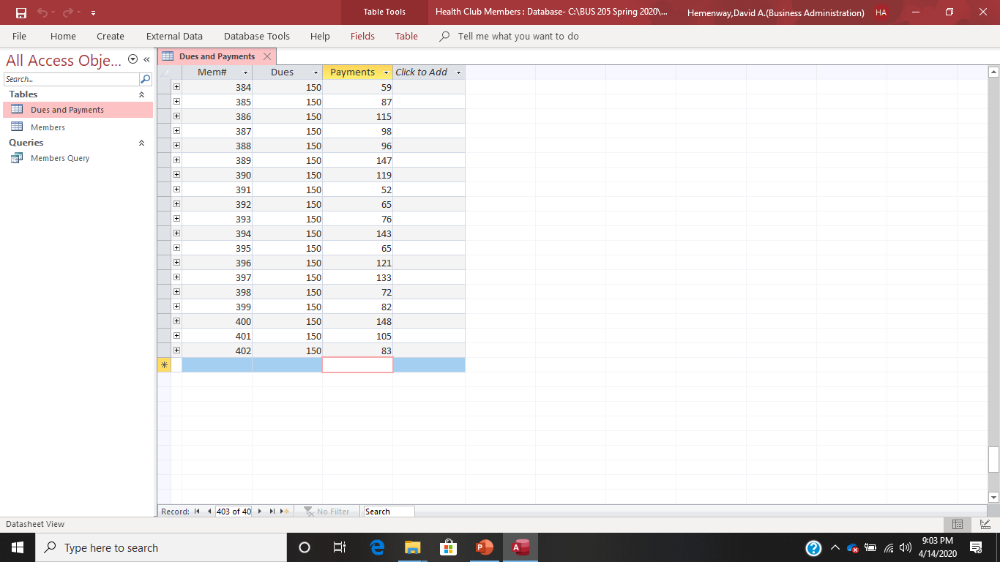 Table Tools
Health Club Members : Database- C:\BUS 205 Spring 2020\...
Hemenway,David A.(Business Administration)
HA
File Home Create External Data Database Tools Help Fields Table Tell me what you want to do
All Access Obje... «
Search...
Tables
Dues and Payments
Members
Queries
Members Query
Dues and Payments
Mem# Dues Payments Click to Add
384 150 59
385 150 87
386 150 115
387 150 98
388 150 96
389 150 147
390 150 119
391 150 52
392 150 65
393 150 76
394 150 143
395 150 65
396 150 121
397 150 133
398 150 72
399 150 82
400 150 148
401 150 105
402 150 83
Record: 403 of 40 No Filter Search
Datasheet View
Type here to search
9:03 PM
4/14/2020